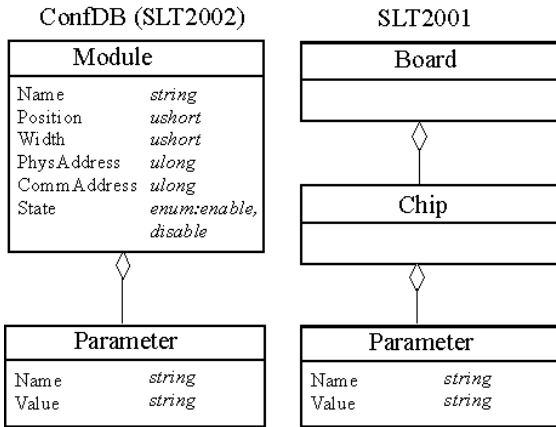 ConfDB (SLT2002)
Module
Name string
Position ushort
Width ushort
PhysAddress ulong
CommAddress ulong
State enum:enable,
disable
Parameter
Name string
Value string
SLT2001
Board
Chip
Parameter
Name string
Value string